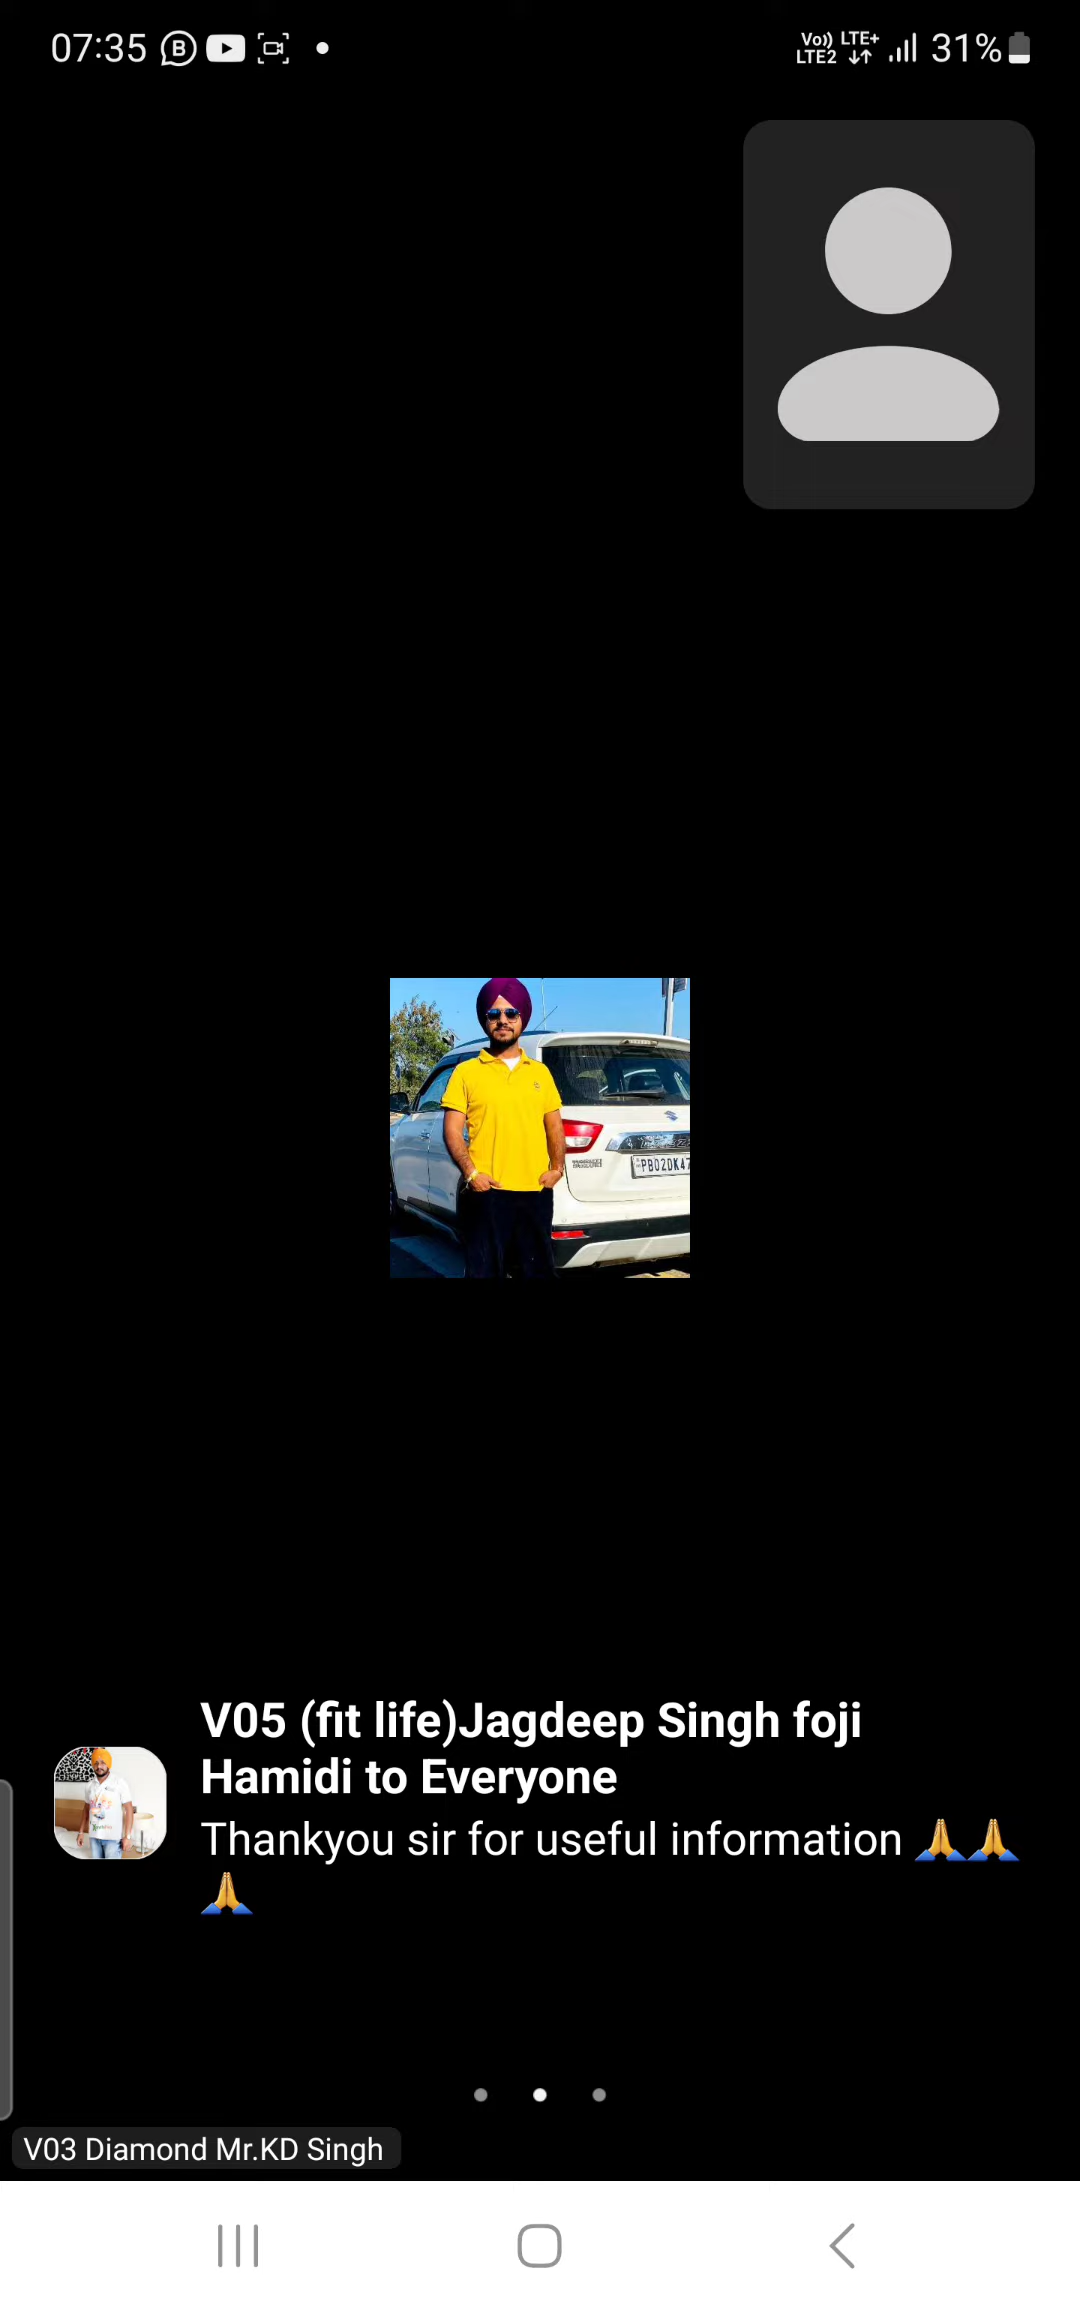 07:35
Vo)) LTE+
LTE2
31%
PB02DK47
V05 (fit life)Jagdeep Singh foji
Hamidi to Everyone
Thankyou sir for useful information 🙏🙏
🙏
V03 Diamond Mr.KD Singh